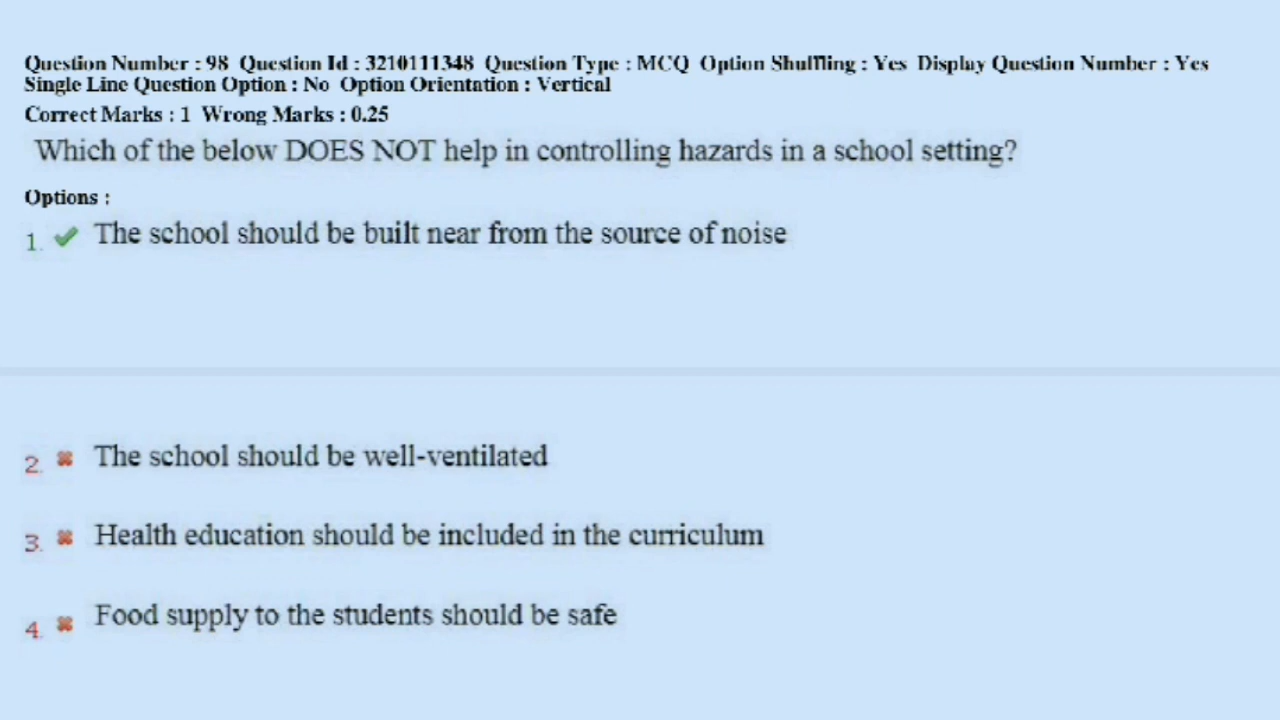 Question Number : 98 Question Id : 3210111348 Question Type : MCQ Option Shuffling : Yes Display Question Number : Yes
Single Line Question Option : No Option Orientation : Vertical
Correct Marks : 1 Wrong Marks : 0.25
Which of the below DOES NOT help in controlling hazards in a school setting?
Options :
1. The school should be built near from the source of noise
2. The school should be well-ventilated
3. Health education should be included in the curriculum
4. Food supply to the students should be safe